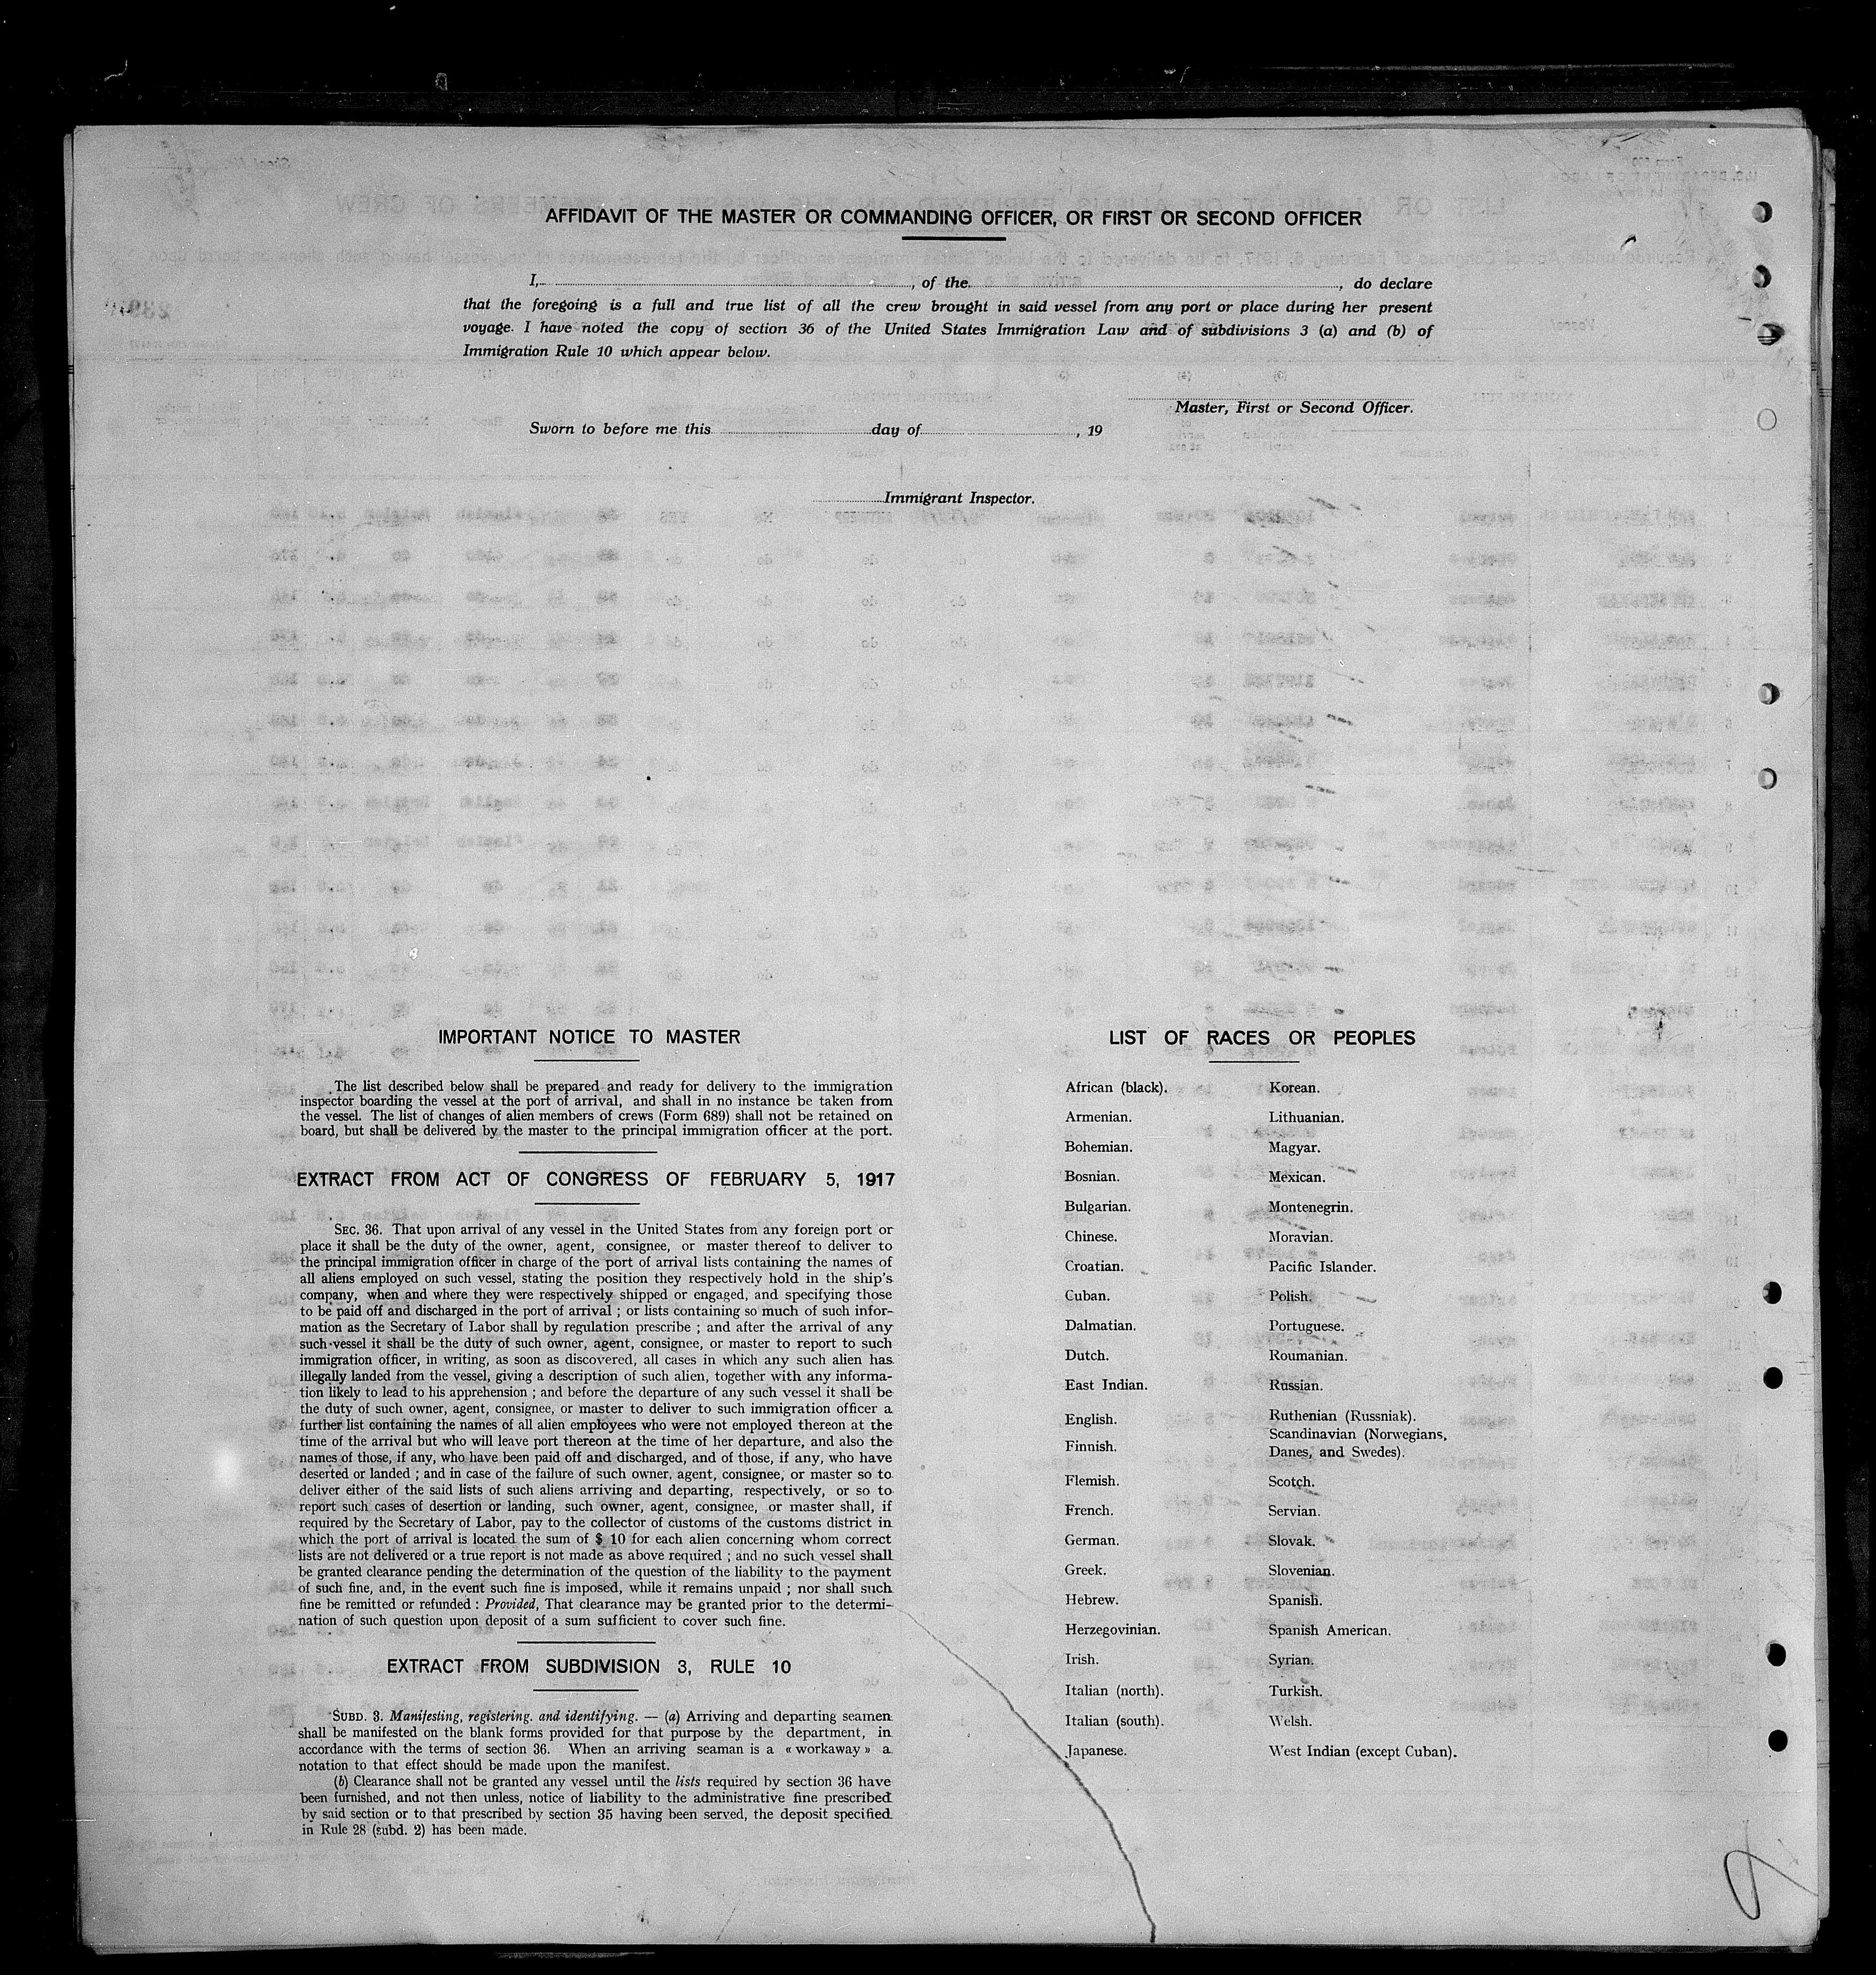 AFFIDAVIT OF THE MASTER OR COMMANDING OFFICER, OR FIRST OR SECOND OFFICER
I, , of the , do declare
that the foregoing is a full and true list of all the crew brought in said vessel from any port or place during her present
voyage. I have noted the copy of section 36 of the United States Immigration Law and of subdivisions 3 (a) and (b) of
Immigration Rule 10 which appear below.
Master, First or Second Officer.
Sworn to before me this day of , 19
Immigrant Inspector.
IMPORTANT NOTICE TO MASTER
The list described below shall be prepared and ready for delivery to the immigration
inspector boarding the vessel at the port of arrival, and shall in no instance be taken from
the vessel. The list of changes of alien members of crews (Form 689) shall not be retained on
board, but shall be delivered by the master to the principal immigration officer at the port.
EXTRACT FROM ACT OF CONGRESS OF FEBRUARY 5, 1917
SEC. 36. That upon arrival of any vessel in the United States from any foreign port or
place it shall be the duty of the owner, agent, consignee, or master thereof to deliver to
the principal immigration officer in charge of the port of arrival lists containing the names of
all aliens employed on such vessel, stating the position they respectively hold in the ship's
company, when and where they were respectively shipped or engaged, and specifying those
to be paid off and discharged in the port of arrival ; or lists containing so much of such infor-
mation as the Secretary of Labor shall by regulation prescribe ; and after the arrival of any
such vessel it shall be the duty of such owner, agent, consignee, or master to report to such
immigration officer, in writing, as soon as discovered, all cases in which any such alien has
illegally landed from the vessel, giving a description of such alien, together with any informa-
tion likely to lead to his apprehension ; and before the departure of any such vessel it shall be
the duty of such owner, agent, consignee, or master to deliver to such immigration officer a
further list containing the names of all alien employees who were not employed thereon at the
time of the arrival but who will leave port thereon at the time of her departure, and also the
names of those, if any, who have been paid off and discharged, and of those, if any, who have
deserted or landed ; and in case of the failure of such owner, agent, consignee, or master so to
deliver either of the said lists of such aliens arriving and departing, respectively, or so to
report such cases of desertion or landing, such owner, agent, consignee, or master shall, if
required by the Secretary of Labor, pay to the collector of customs of the customs district in
which the port of arrival is located the sum of $ 10 for each alien concerning whom correct
lists are not delivered or a true report is not made as above required ; and no such vessel shall
be granted clearance pending the determination of the question of the liability to the payment
of such fine, and, in the event such fine is imposed, while it remains unpaid ; nor shall such
fine be remitted or refunded : Provided, That clearance may be granted prior to the determi-
nation of such question upon deposit of a sum sufficient to cover such fine.
EXTRACT FROM SUBDIVISION 3, RULE 10
SUBD. 3. Manifesting, registering, and identifying. — (a) Arriving and departing seamen
shall be manifested on the blank forms provided for that purpose by the department, in
accordance with the terms of section 36. When an arriving seaman is a « workaway » a
notation to that effect should be made upon the manifest.
(b) Clearance shall not be granted any vessel until the lists required by section 36 have
been furnished, and not then unless, notice of liability to the administrative fine prescribed
by said section or to that prescribed by section 35 having been served, the deposit specified
in Rule 28 (subd. 2) has been made.
LIST OF RACES OR PEOPLES
African (black). Korean.
Armenian. Lithuanian.
Bohemian. Magyar.
Bosnian. Mexican.
Bulgarian. Montenegrin.
Chinese. Moravian.
Croatian. Pacific Islander.
Cuban. Polish.
Dalmatian. Portuguese.
Dutch. Roumanian.
East Indian. Russian.
English. Ruthenian (Russniak).
Scandinavian (Norwegians,
Finnish. Danes, and Swedes).
Flemish. Scotch.
French. Servian.
German. Slovak.
Greek. Slovenian.
Hebrew. Spanish.
Herzegovinian. Spanish American.
Irish. Syrian.
Italian (north). Turkish.
Italian (south). Welsh.
Japanese. West Indian (except Cuban).